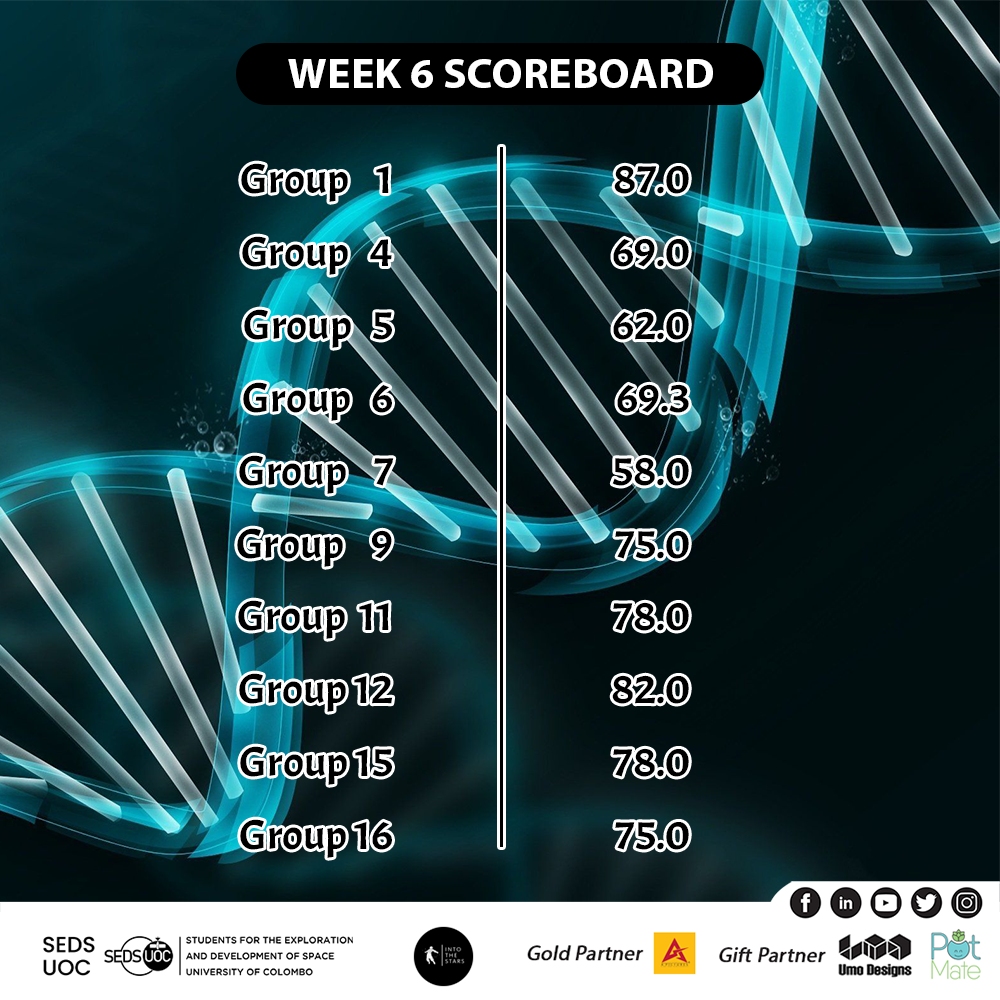 WEEK 6 SCOREBOARD
Group 1 87.0
Group 4 69.0
Group 5 62.0
Group 6 69.3
Group 7 58.0
Group 9 75.0
Group 11 78.0
Group 12 82.0
Group 15 78.0
Group 16 75.0
SEDS
UOC
SEDS UOC
STUDENTS FOR THE EXPLORATION
AND DEVELOPMENT OF SPACE
UNIVERSITY OF COLOMBO
INTO
THE
STARS
Gold Partner
Gift Partner
Umo Designs
Pot
Mate